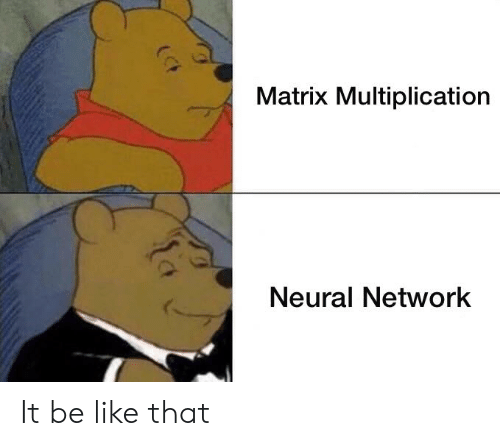 Matrix Multiplication
Neural Network
It be like that